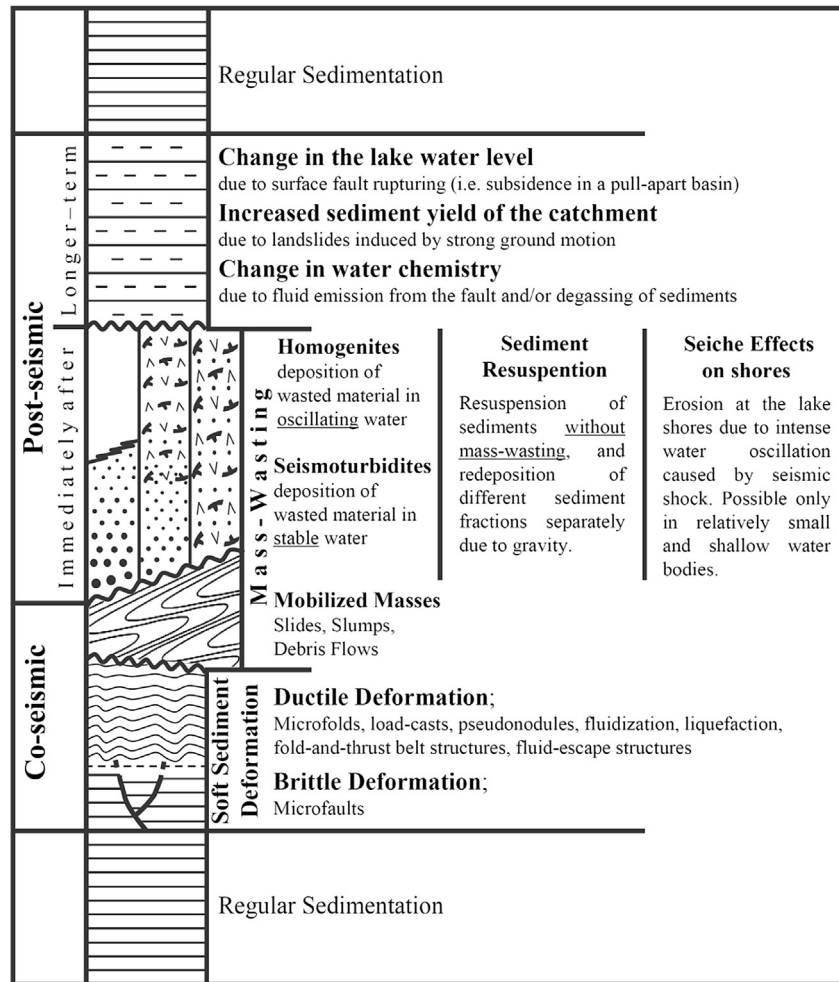 Regular Sedimentation
Post-seismic
Longer-term
Change in the lake water level
due to surface fault rupturing (i.e. subsidence in a pull-apart basin)
Increased sediment yield of the catchment
due to landslides induced by strong ground motion
Change in water chemistry
due to fluid emission from the fault and/or degassing of sediments
Immediately after
Mass-Wasting
Homogenites
deposition of
wasted material in
oscillating water
Seismoturbidites
deposition of
wasted material in
stable water
Sediment
Resuspention
Resuspension of
sediments without
mass-wasting, and
redeposition of
different sediment
fractions separately
due to gravity.
Seiche Effects
on shores
Erosion at the lake
shores due to intense
water oscillation
caused by seismic
shock. Possible only
in relatively small
and shallow water
bodies.
Mobilized Masses
Slides, Slumps,
Debris Flows
Co-seismic
Soft Sediment
Deformation
Ductile Deformation;
Microfolds, load-casts, pseudonodules, fluidization, liquefaction,
fold-and-thrust belt structures, fluid-escape structures
Brittle Deformation;
Microfaults
Regular Sedimentation